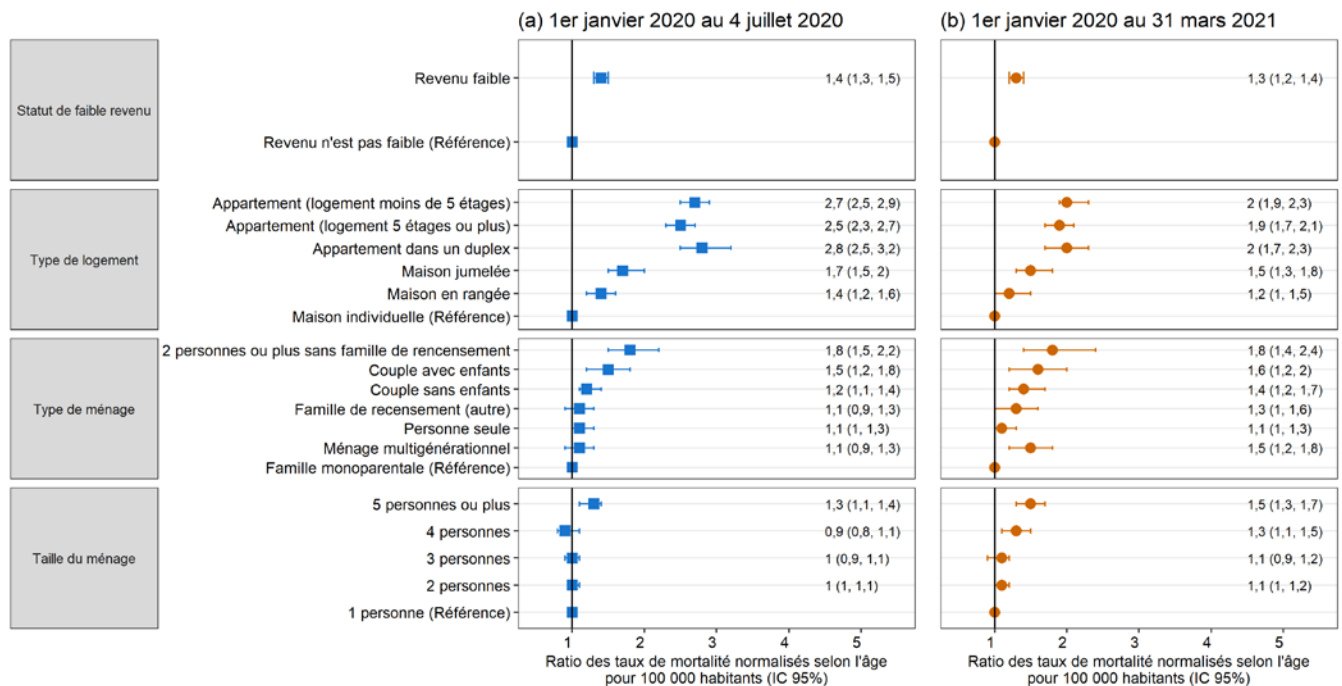 (a) 1er janvier 2020 au 4 juillet 2020
(b) 1er janvier 2020 au 31 mars 2021
Statut de faible revenu
Revenu faible 1,4 (1,3, 1,5) 1,3 (1,2, 1,4)
Revenu n'est pas faible (Référence)
Type de logement
Appartement (logement moins de 5 étages) 2,7 (2,5, 2,9) 2 (1,9, 2,3)
Appartement (logement 5 étages ou plus) 2,5 (2,3, 2,7) 1,9 (1,7, 2,1)
Appartement dans un duplex 2,8 (2,5, 3,2) 2 (1,7, 2,3)
Maison jumelée 1,7 (1,5, 2) 1,5 (1,3, 1,8)
Maison en rangée 1,4 (1,2, 1,6) 1,2 (1, 1,5)
Maison individuelle (Référence)
Type de ménage
2 personnes ou plus sans famille de rencensement 1,8 (1,5, 2,2) 1,8 (1,4, 2,4)
Couple avec enfants 1,5 (1,2, 1,8) 1,6 (1,2, 2)
Couple sans enfants 1,2 (1,1, 1,4) 1,4 (1,2, 1,7)
Famille de recensement (autre) 1,1 (0,9, 1,3) 1,3 (1, 1,6)
Personne seule 1,1 (1, 1,3) 1,1 (1, 1,3)
Ménage multigénérationnel 1,1 (0,9, 1,3) 1,5 (1,2, 1,8)
Famille monoparentale (Référence)
Taille du ménage
5 personnes ou plus 1,3 (1,1, 1,4) 1,5 (1,3, 1,7)
4 personnes 0,9 (0,8, 1,1) 1,3 (1,1, 1,5)
3 personnes 1 (0,9, 1,1) 1,1 (0,9, 1,2)
2 personnes 1 (1, 1,1) 1,1 (1, 1,2)
1 personne (Référence)
1 2 3 4 5 1 2 3 4 5
Ratio des taux de mortalité normalisés selon l'âge
pour 100 000 habitants (IC 95%)
Ratio des taux de mortalité normalisés selon l'âge
pour 100 000 habitants (IC 95%)